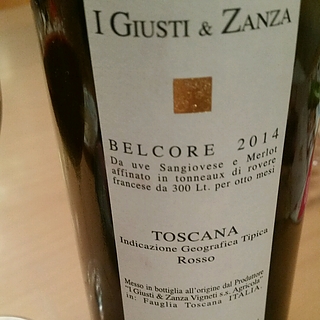 I GIUSTI & ZANZA
BELCORE 2014
Da uve Sangiovese e Merlot
affinato in tonneaux di rovere
francese da 300 Lt. per otto mesi
TOSCANA
Indicazione Geografica Tipica
Rosso
Messo in bottiglia all'origine dal Produttore
"I Giusti & Zanza Vigneti s.s. Agricola"
in: Fauglia Toscana ITALIA.